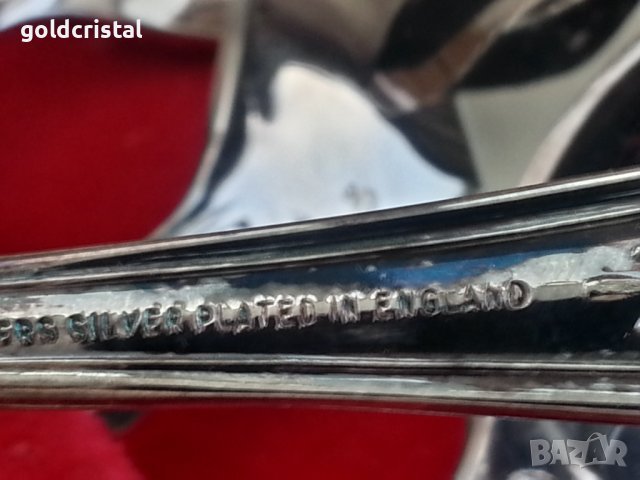 goldcristal
SILVER PLATED IN ENGLAND
BAZAR